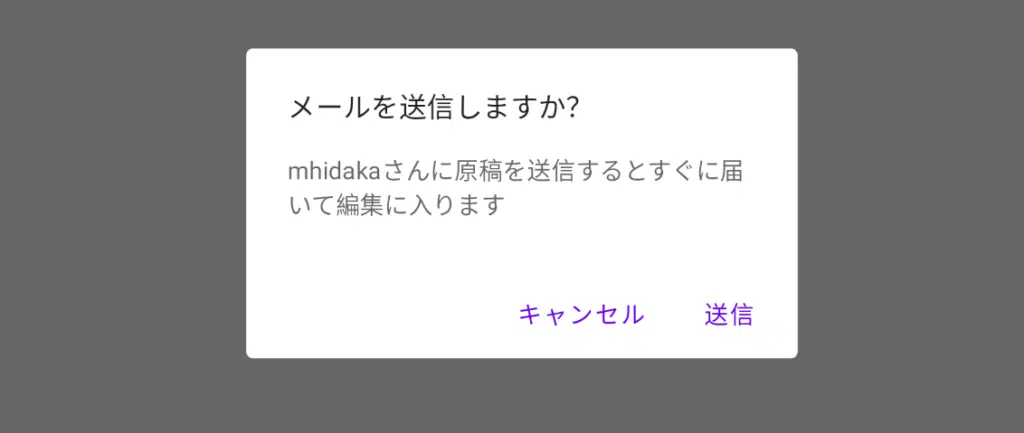 メールを送信しますか?
mhidakaさんに原稿を送信するとすぐに届
いて編集に入ります
キャンセル 送信